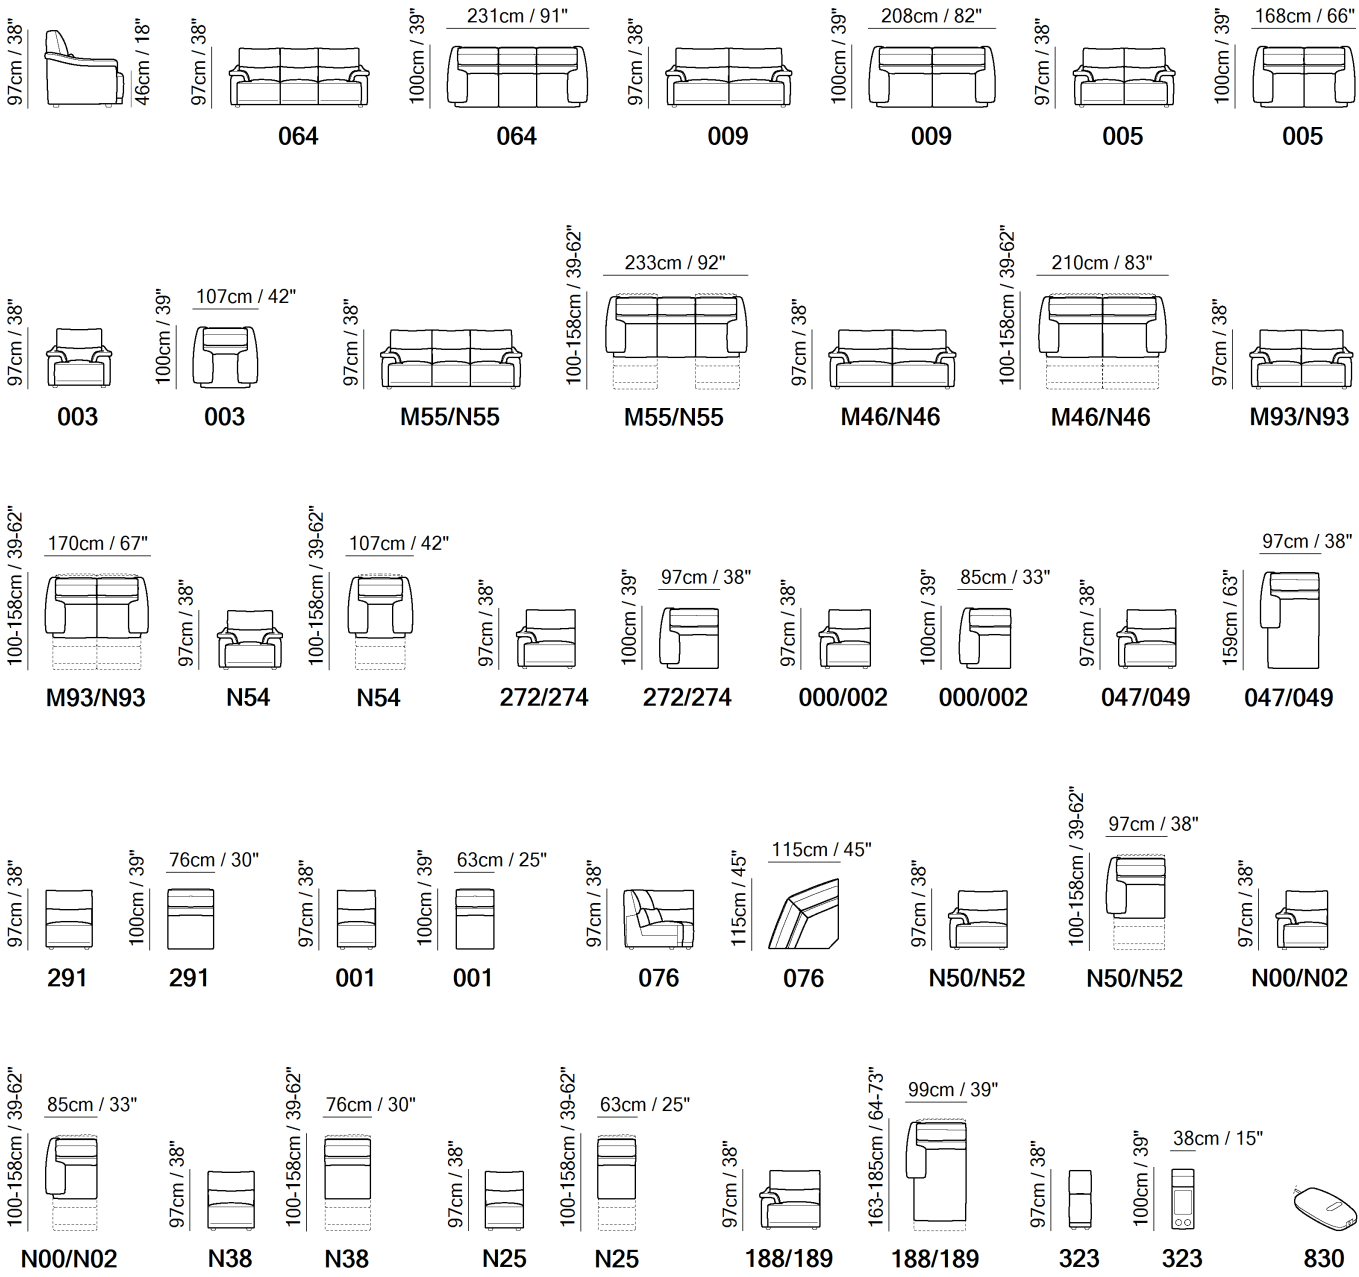 97cm / 38" 46cm / 18" 97cm / 38" 100cm / 39" 231cm / 91" 97cm / 38" 100cm / 39" 208cm / 82" 97cm / 38" 100cm / 39" 168cm / 66"
064 064 009 009 005 005
97cm / 38" 100cm / 39" 107cm / 42" 97cm / 38" 100-158cm / 39-62" 233cm / 92" 97cm / 38" 100-158cm / 39-62" 210cm / 83" 97cm / 38"
003 003 M55/N55 M55/N55 M46/N46 M46/N46 M93/N93
100-158cm / 39-62" 170cm / 67" 97cm / 38" 100-158cm / 39-62" 107cm / 42" 97cm / 38" 100cm / 39" 97cm / 38" 97cm / 38" 100cm / 39" 85cm / 33" 97cm / 38" 159cm / 63" 97cm / 38"
M93/N93 N54 N54 272/274 272/274 000/002 000/002 047/049 047/049
97cm / 38" 100cm / 39" 76cm / 30" 97cm / 38" 100cm / 39" 63cm / 25" 97cm / 38" 115cm / 45" 115cm / 45" 97cm / 38" 100-158cm / 39-62" 97cm / 38" 97cm / 38"
291 291 001 001 076 076 N50/N52 N50/N52 N00/N02
100-158cm / 39-62" 85cm / 33" 97cm / 38" 100-158cm / 39-62" 76cm / 30" 97cm / 38" 100-158cm / 39-62" 63cm / 25" 97cm / 38" 163-185cm / 64-73" 99cm / 39" 97cm / 38" 100cm / 39" 38cm / 15"
N00/N02 N38 N38 N25 N25 188/189 188/189 323 323 830